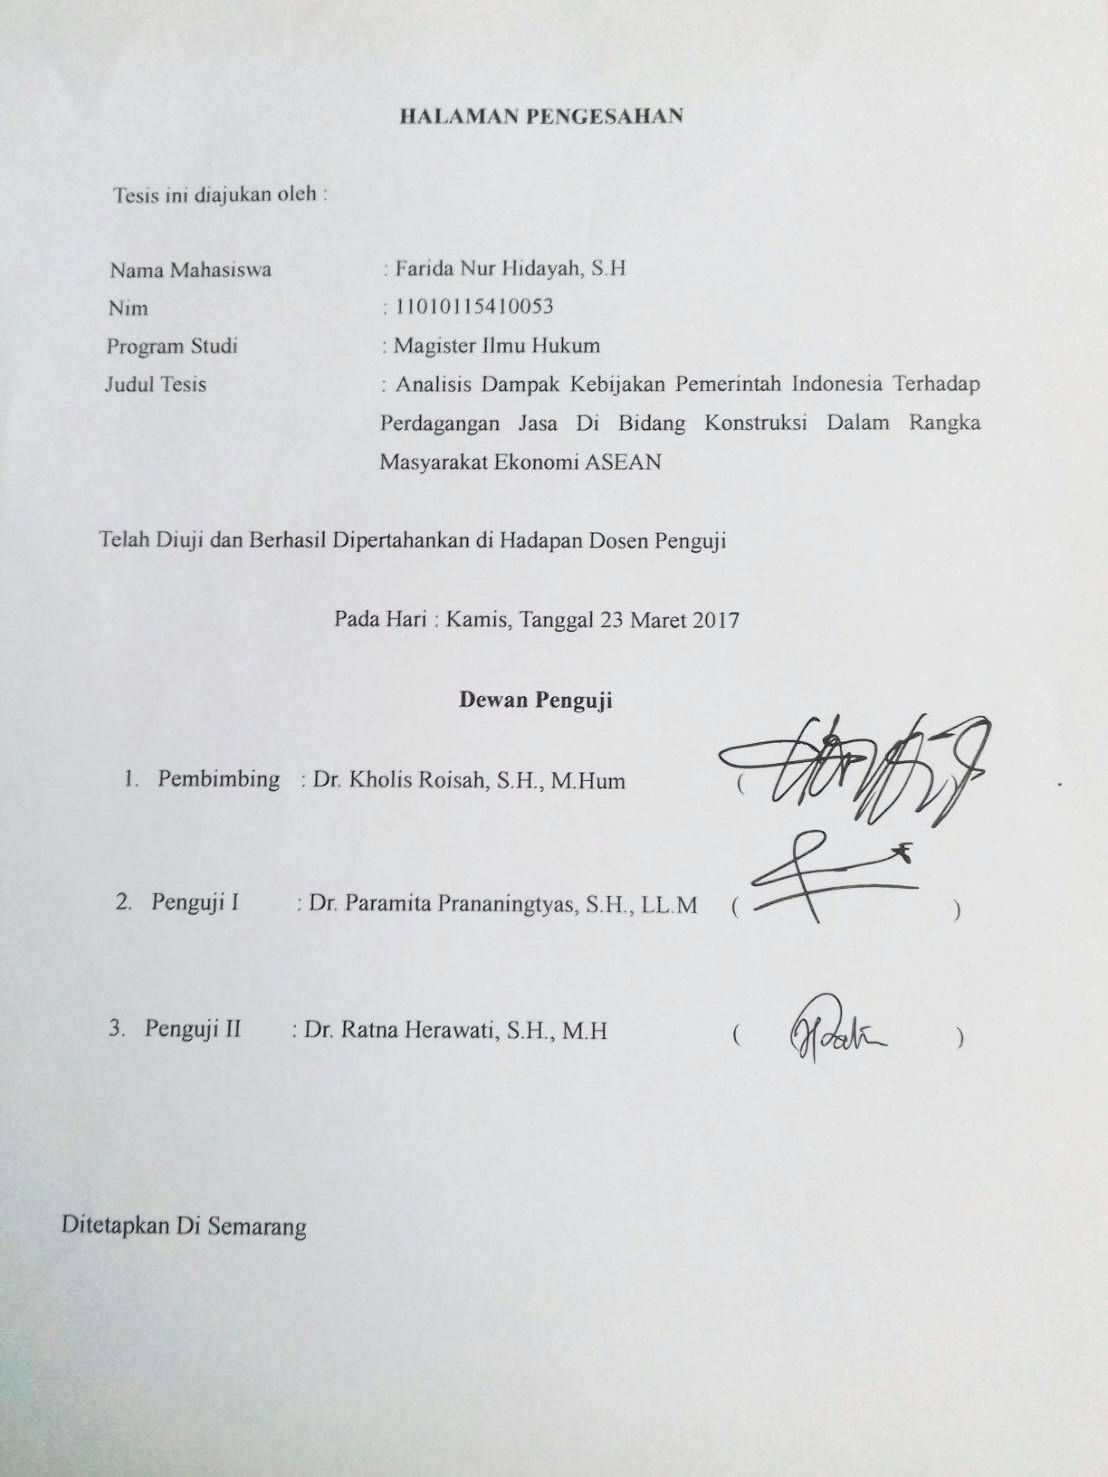 HALAMAN PENGESAHAN
Tesis ini diajukan oleh :
Nama Mahasiswa : Farida Nur Hidayah, S.H
Nim : 11010115410053
Program Studi : Magister Ilmu Hukum
Judul Tesis : Analisis Dampak Kebijakan Pemerintah Indonesia Terhadap
Perdagangan Jasa Di Bidang Konstruksi Dalam Rangka
Masyarakat Ekonomi ASEAN
Telah Diuji dan Berhasil Dipertahankan di Hadapan Dosen Penguji
Pada Hari : Kamis, Tanggal 23 Maret 2017
Dewan Penguji
1. Pembimbing : Dr. Kholis Roisah, S.H., M.Hum (
2. Penguji I : Dr. Paramita Prananingtyas, S.H., LL.M ( )
3. Penguji II : Dr. Ratna Herawati, S.H., M.H ( )
Ditetapkan Di Semarang